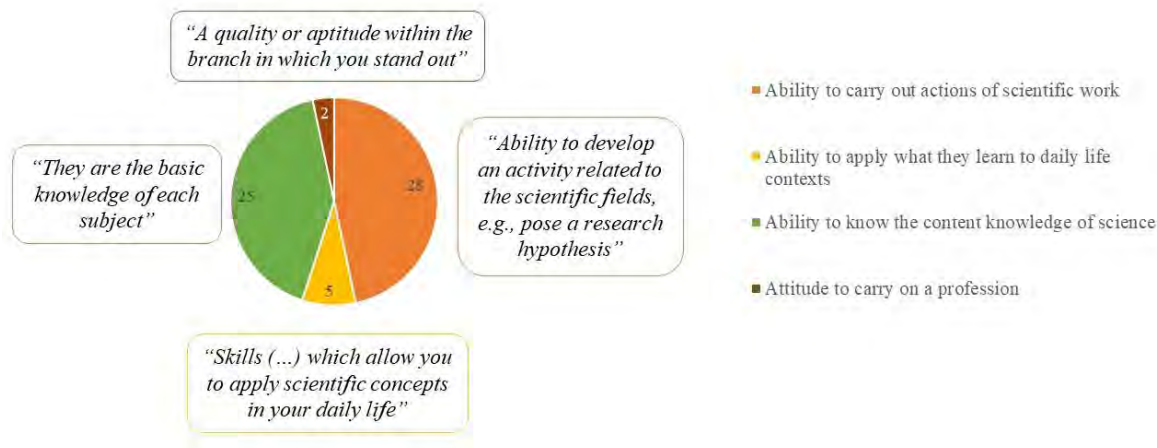 “A quality or aptitude within the
branch in which you stand out”
2
“They are the basic
knowledge of each
subject”
25
28
5
“Ability to develop
an activity related to
the scientific fields,
e.g., pose a research
hypothesis”
“Skills (...) which allow you
to apply scientific concepts
in your daily life”
Ability to carry out actions of scientific work
Ability to apply what they learn to daily life
contexts
Ability to know the content knowledge of science
Attitude to carry on a profession